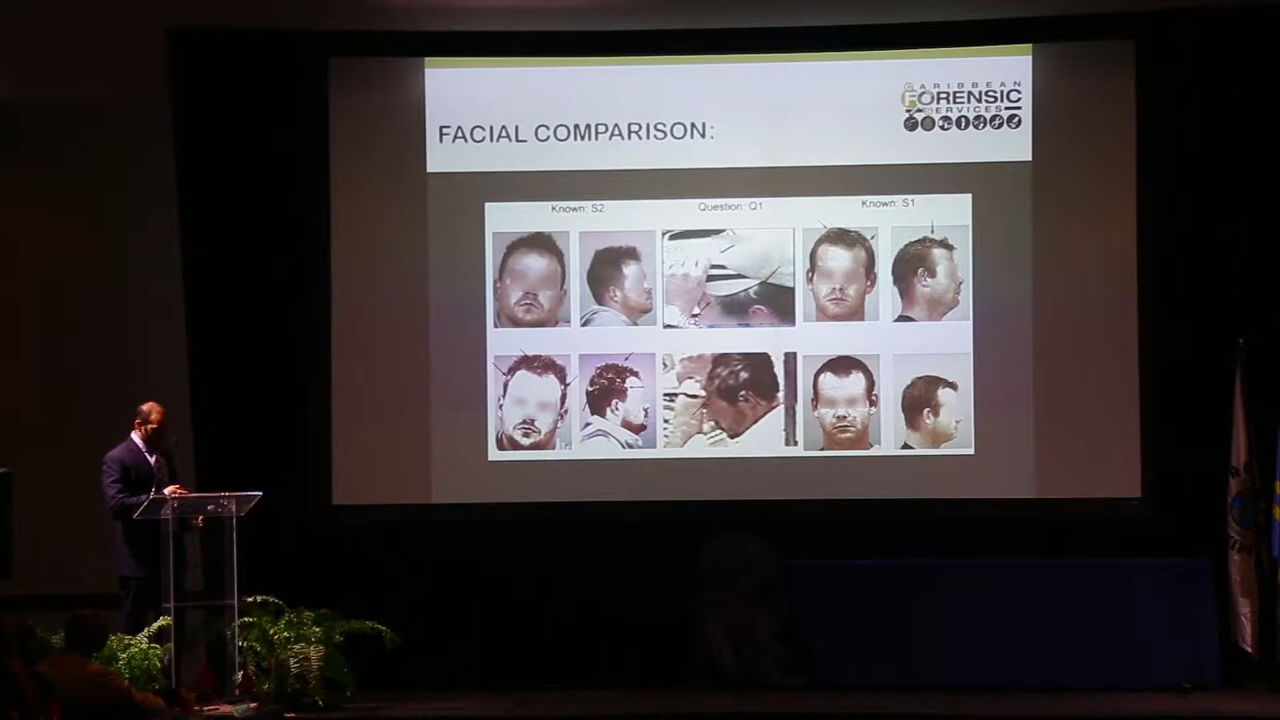 CARIBBEAN
FORENSIC
SERVICES
FACIAL COMPARISON:
Known: S2
Question: Q1
Known: S1